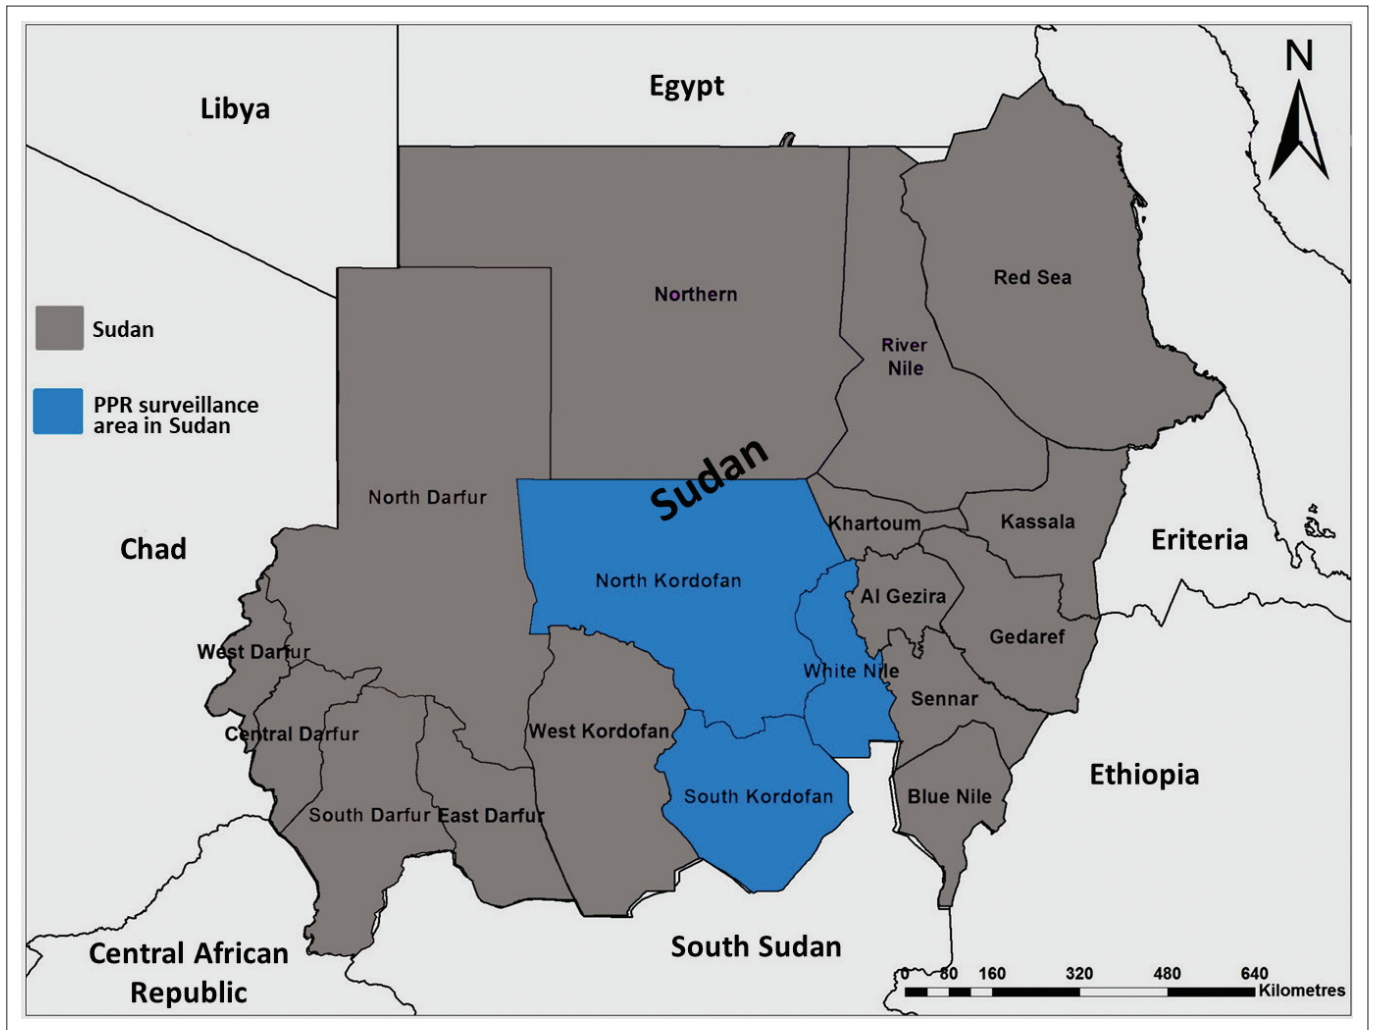 N
Egypt
Libya
Red Sea
Northern
Sudan
River
Nile
PPR surveillance
area in Sudan
Sudan
North Darfur
Khartoum
Kassala
Chad
Eriteria
North Kordofan
Al Gezira
Gedaref
West Darfur
White Nile
Sennar
Central Darfur
West Kordofan
Ethiopia
South Kordofan
Blue Nile
South Darfur
East Darfur
South Sudan
Central African
Republic
0 80 160 320 480 640
Kilometres